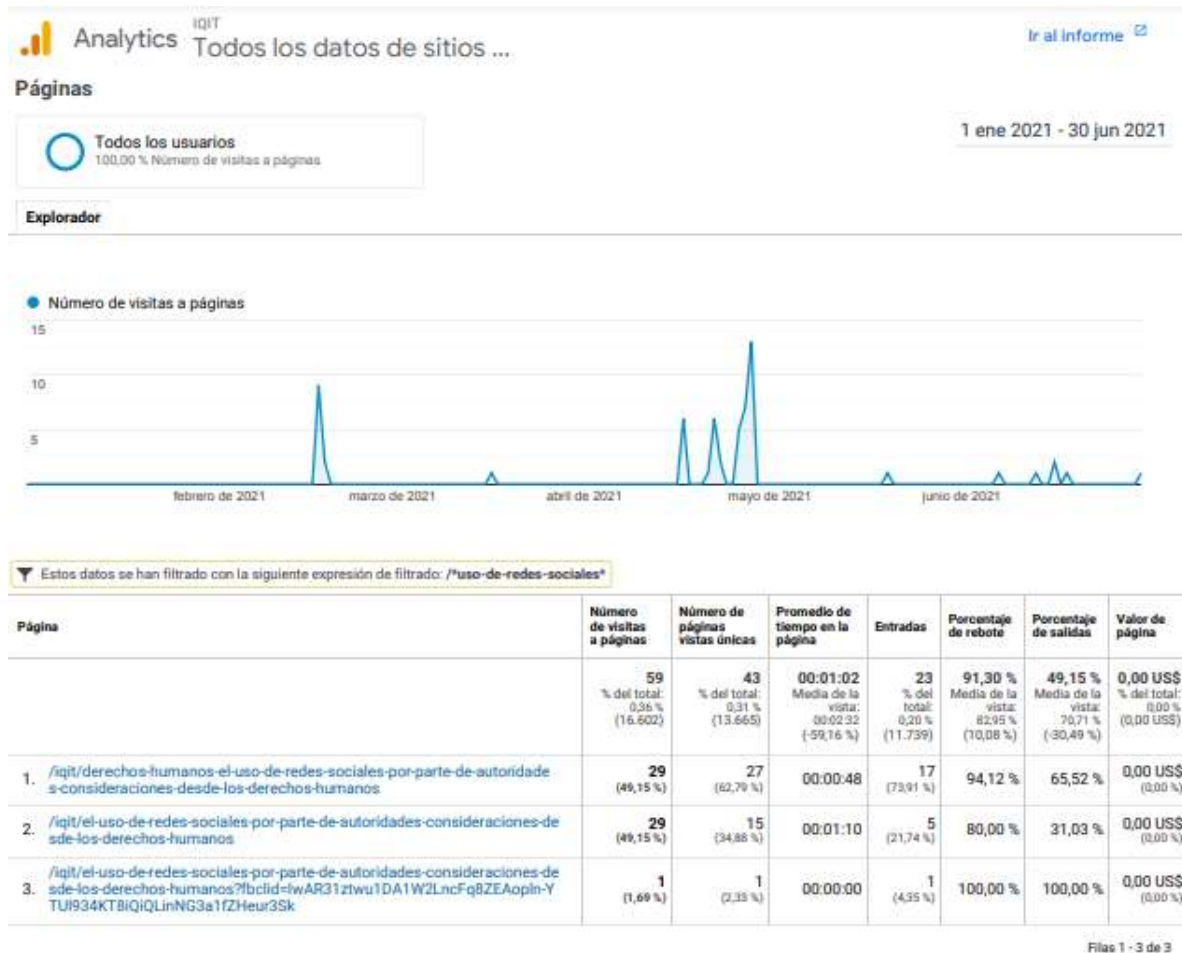 IQIT
Analytics Todos los datos de sitios ...
Ir al informe
Páginas
Todos los usuarios
100,00 % Número de visitas a páginas
1 ene 2021 - 30 jun 2021
Explorador
Número de visitas a páginas
15
10
5
febrero de 2021 marzo de 2021 abril de 2021 mayo de 2021 junio de 2021
Estos datos se han filtrado con la siguiente expresión de filtrado: /*uso-de-redes-sociales*
Página
Número de visitas a páginas
Número de páginas vistas únicas
Promedio de tiempo en la página
Entradas
Porcentaje de rebote
Porcentaje de salidas
Valor de página
59
% del total:
0,36 %
(16.602)
43
% del total:
0,31 %
(13.665)
00:01:02
Media de la
vista:
00:02:32
(-59,16 %)
23
% del
total:
0,20 %
(11.739)
91,30 %
Media de la
vista:
82,95 %
(10,08 %)
49,15 %
Media de la
vista:
70,71 %
(-30,49 %)
0,00 US$
% del total:
0,00 %
(0,00 US$)
1. /iqit/derechos-humanos-el-uso-de-redes-sociales-por-parte-de-autoridade
s-consideraciones-desde-los-derechos-humanos
29
(49,15 %)
27
(62,79 %)
00:00:48
17
(73,91 %)
94,12 %
65,52 %
0,00 US$
(0,00 %)
2. /iqit/el-uso-de-redes-sociales-por-parte-de-autoridades-consideraciones-de
sde-los-derechos-humanos
29
(49,15 %)
15
(34,88 %)
00:01:10
5
(21,74 %)
80,00 %
31,03 %
0,00 US$
(0,00 %)
3. /iqit/el-uso-de-redes-sociales-por-parte-de-autoridades-consideraciones-de
sde-los-derechos-humanos?fbclid=IwAR31ztwu1DA1W2LncFq8ZEAopln-Y
TUI934KT8iQiQLinNG3a1fZHeur3Sk
1
(1,69 %)
1
(2,33 %)
00:00:00
1
(4,35 %)
100,00 %
100,00 %
0,00 US$
(0,00 %)
Filas 1 - 3 de 3